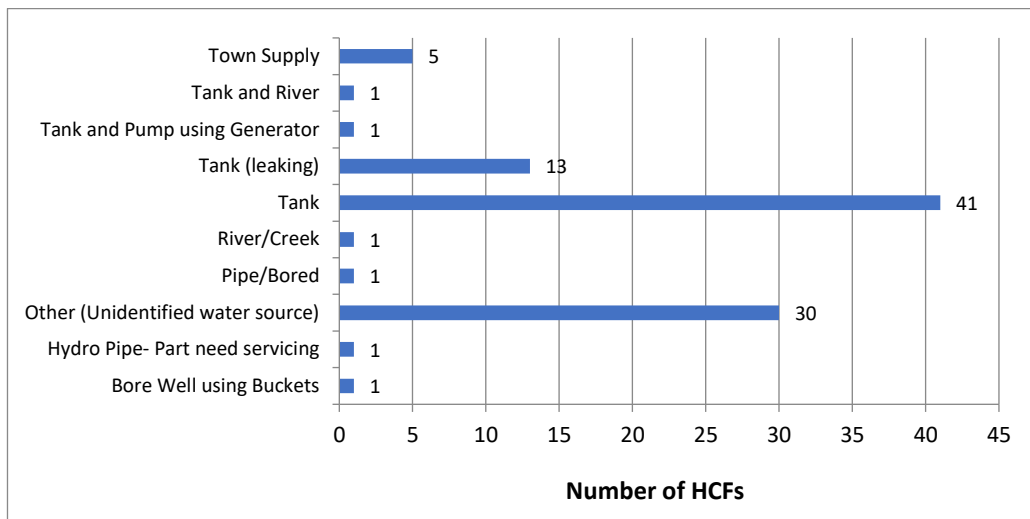 Town Supply 5
Tank and River 1
Tank and Pump using Generator 1
Tank (leaking) 13
Tank 41
River/Creek 1
Pipe/Bored 1
Other (Unidentified water source) 30
Hydro Pipe- Part need servicing 1
Bore Well using Buckets 1
0 5 10 15 20 25 30 35 40 45
Number of HCFs